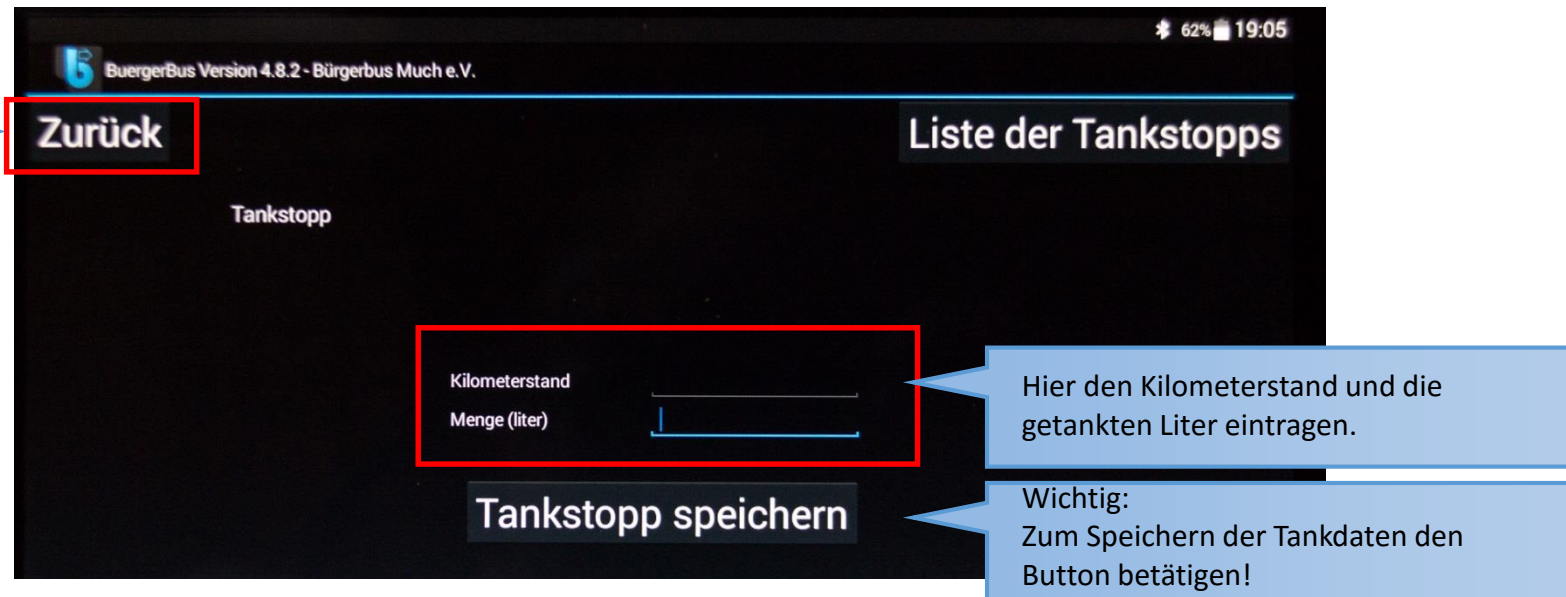 62% 19:05
BuergerBus Version 4.8.2 - Bürgerbus Much e.V.
Zurück
Liste der Tankstopps
Tankstopp
Kilometerstand
Menge (liter)
Hier den Kilometerstand und die
getankten Liter eintragen.
Tankstopp speichern
Wichtig:
Zum Speichern der Tankdaten den
Button betätigen!